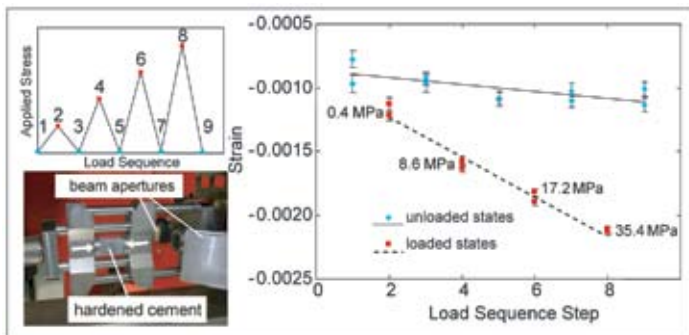 Applied Stress
1
2
3
4
5
6
7
8
9
Load Sequence
beam apertures
hardened cement
Strain
-0.0005
-0.0010
-0.0015
-0.0020
-0.0025
0.4 MPa
8.6 MPa
17.2 MPa
35.4 MPa
unloaded states
loaded states
0
2
4
6
8
Load Sequence Step